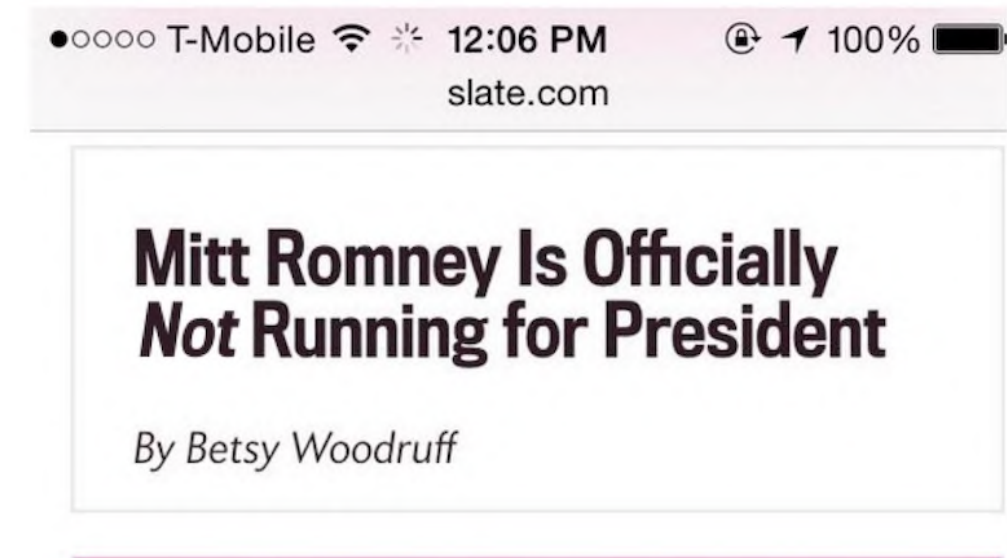 T-Mobile 12:06 PM 100%
slate.com
Mitt Romney Is Officially
Not Running for President
By Betsy Woodruff